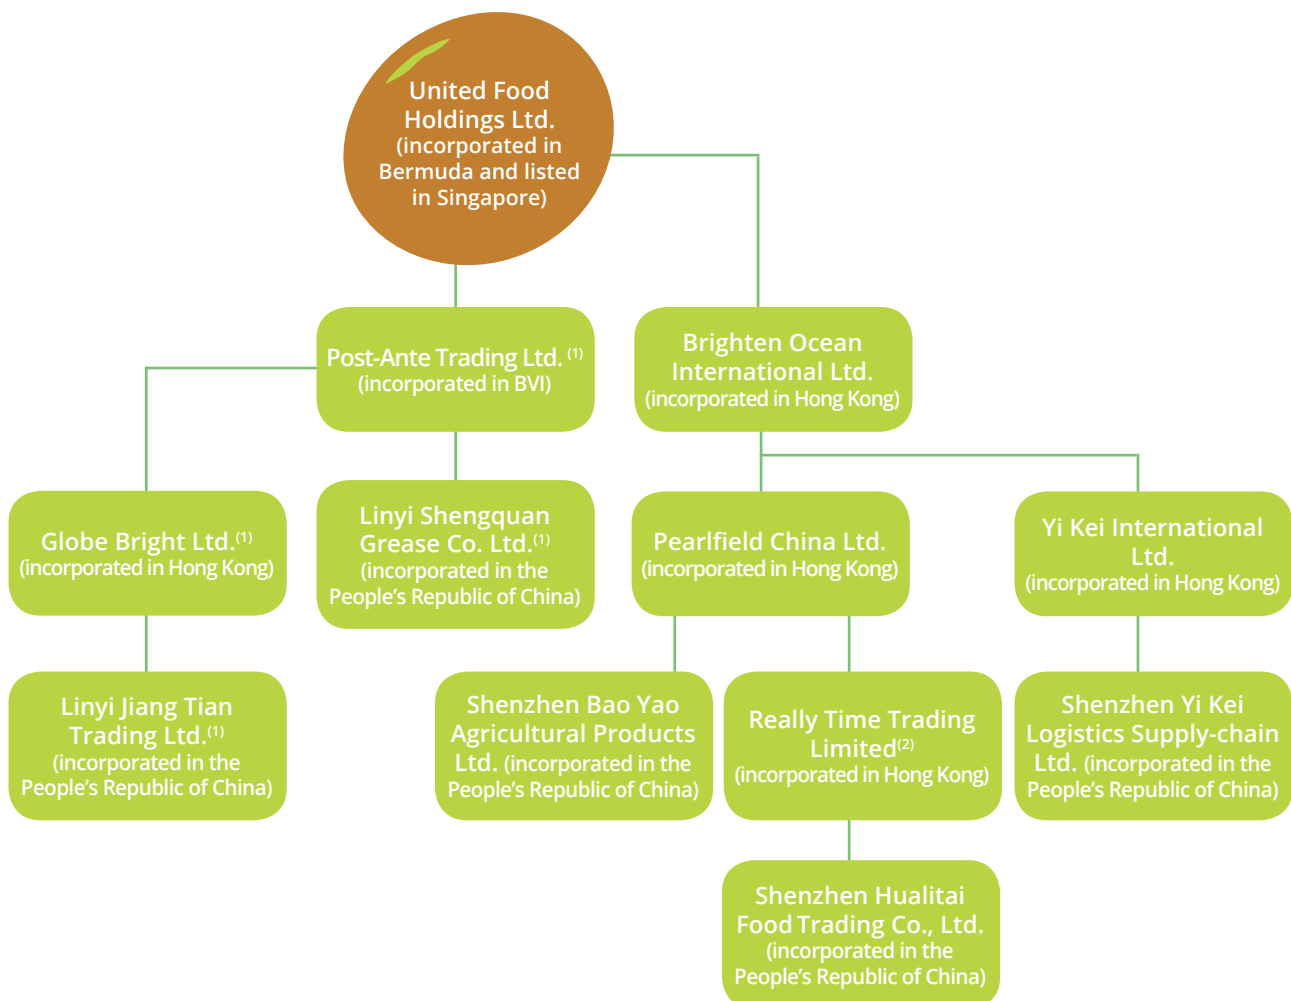 United Food
Holdings Ltd.
(incorporated in
Bermuda and listed
in Singapore)
Post-Ante Trading Ltd. (1)
(incorporated in BVI)
Brighten Ocean
International Ltd.
(incorporated in Hong Kong)
Globe Bright Ltd.(1)
(incorporated in Hong Kong)
Linyi Shengquan
Grease Co. Ltd.(1)
(incorporated in the
People’s Republic of China)
Pearlfield China Ltd.
(incorporated in Hong Kong)
Yi Kei International
Ltd.
(incorporated in Hong Kong)
Linyi Jiang Tian
Trading Ltd.(1)
(incorporated in the
People’s Republic of China)
Shenzhen Bao Yao
Agricultural Products
Ltd. (incorporated in the
People’s Republic of China)
Really Time Trading
Limited(2)
(incorporated in Hong Kong)
Shenzhen Yi Kei
Logistics Supply-chain
Ltd. (incorporated in the
People’s Republic of China)
Shenzhen Hualitai
Food Trading Co., Ltd.
(incorporated in the
People’s Republic of China)